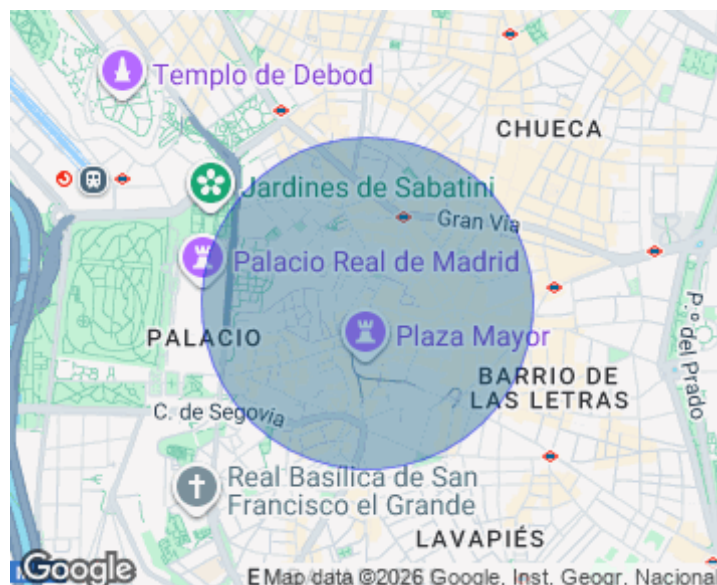 Templo de Debod
CHUECA
Jardines de Sabatini
Gran Vía
Palacio Real de Madrid
PALACIO
Plaza Mayor
P.º del Prado
BARRIO DE
LAS LETRAS
C. de Segovia
Real Basílica de San
Francisco el Grande
LAVAPIÉS
Google
Map data ©2026 Google, Inst. Geogr. Nacional